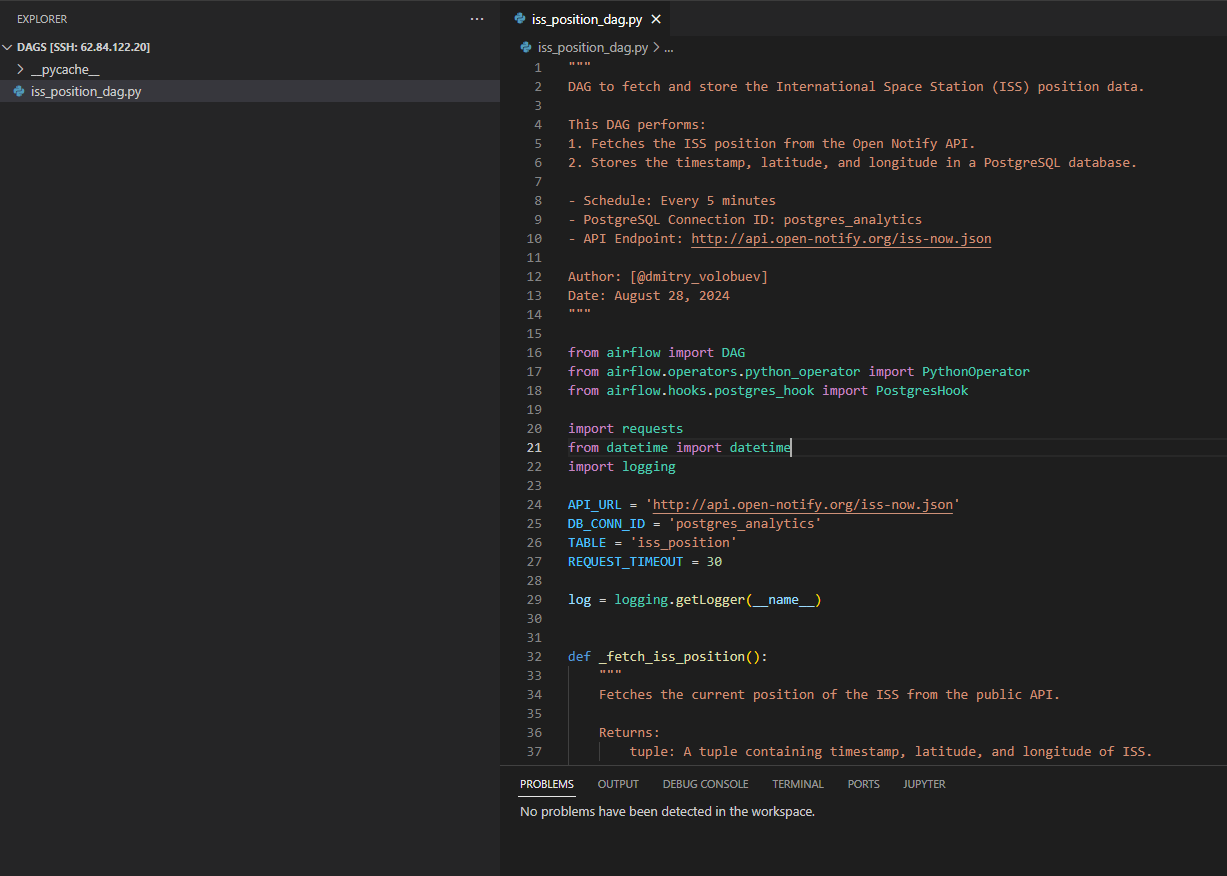 EXPLORER
DAGS [SSH: 62.84.122.20]
__pycache__
iss_position_dag.py
iss_position_dag.py
iss_position_dag.py > ...
1 """
2 DAG to fetch and store the International Space Station (ISS) position data.
3
4 This DAG performs:
5 1. Fetches the ISS position from the Open Notify API.
6 2. Stores the timestamp, latitude, and longitude in a PostgreSQL database.
7
8 - Schedule: Every 5 minutes
9 - PostgreSQL Connection ID: postgres_analytics
10 - API Endpoint: http://api.open-notify.org/iss-now.json
11
12 Author: [@dmitry_volobuev]
13 Date: August 28, 2024
14 """
15
16 from airflow import DAG
17 from airflow.operators.python_operator import PythonOperator
18 from airflow.hooks.postgres_hook import PostgresHook
19
20 import requests
21 from datetime import datetime
22 import logging
23
24 API_URL = 'http://api.open-notify.org/iss-now.json'
25 DB_CONN_ID = 'postgres_analytics'
26 TABLE = 'iss_position'
27 REQUEST_TIMEOUT = 30
28
29 log = logging.getLogger(__name__)
30
31
32 def _fetch_iss_position():
33     """
34     Fetches the current position of the ISS from the public API.
35
36     Returns:
37         tuple: A tuple containing timestamp, latitude, and longitude of ISS.
PROBLEMS OUTPUT DEBUG CONSOLE TERMINAL PORTS JUPYTER
No problems have been detected in the workspace.